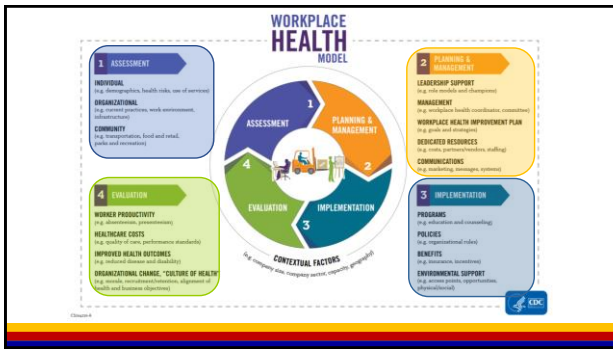 WORKPLACE
HEALTH
MODEL
1 ASSESSMENT
INDIVIDUAL
(e.g. demographics, health risks, use of services)
ORGANIZATIONAL
(e.g. current practices, work environment,
infrastructure)
COMMUNITY
(e.g. transportation, food and retail,
parks and recreation)
2 PLANNING &
MANAGEMENT
LEADERSHIP SUPPORT
(e.g. role models and champions)
MANAGEMENT
(e.g. workplace health coordinator, committee)
WORKPLACE HEALTH IMPROVEMENT PLAN
(e.g. goals and strategies)
DEDICATED RESOURCES
(e.g. costs, partners/vendors, staffing)
COMMUNICATIONS
(e.g. marketing, messages, systems)
ASSESSMENT
1
PLANNING &
MANAGEMENT
2
IMPLEMENTATION
3
EVALUATION
4
CONTEXTUAL FACTORS
(e.g. company size, company sector, capacity, geography)
4 EVALUATION
WORKER PRODUCTIVITY
(e.g. absenteeism, presenteeism)
HEALTHCARE COSTS
(e.g. quality of care, performance standards)
IMPROVED HEALTH OUTCOMES
(e.g. reduced disease and disability)
ORGANIZATIONAL CHANGE, "CULTURE OF HEALTH"
(e.g. morale, recruitment/retention, alignment of
health and business objectives)
3 IMPLEMENTATION
PROGRAMS
(e.g. education and counseling)
POLICIES
(e.g. organizational rules)
BENEFITS
(e.g. insurance, incentives)
ENVIRONMENTAL SUPPORT
(e.g. access points, opportunities,
physical/social)
CDC